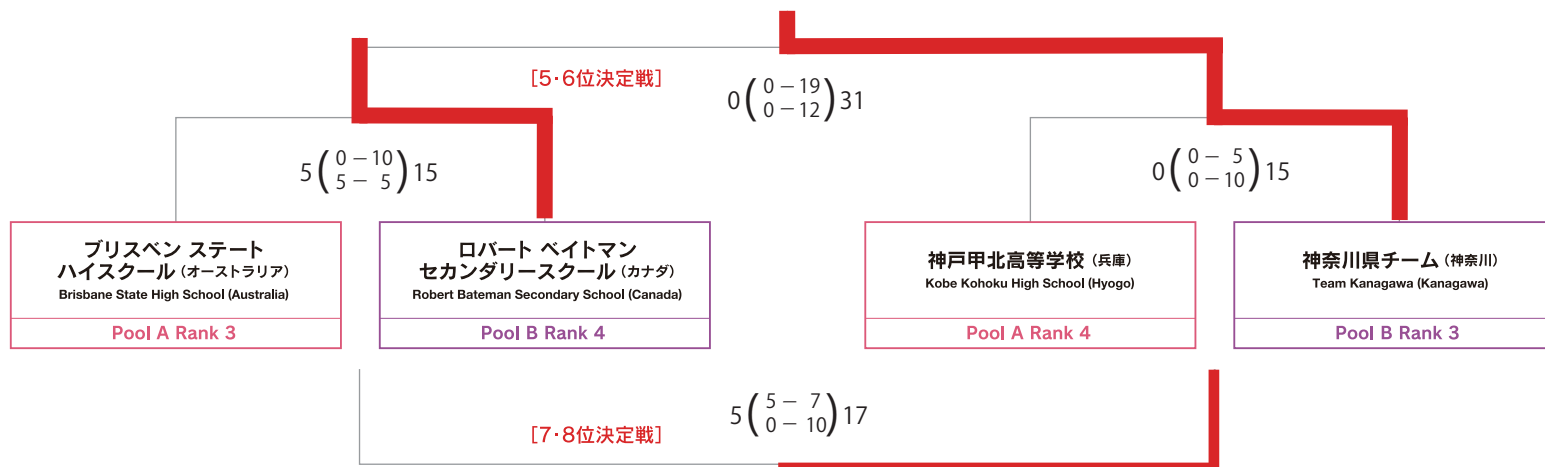 [5・6位決定戦]
0(0-19 0-12)31
5(0-10 5-5)15
0(0-5 0-10)15
ブリスベン ステート
ハイスクール(オーストラリア)
Brisbane State High School (Australia)
Pool A Rank 3
ロバート ベイトマン
セカンダリースクール(カナダ)
Robert Bateman Secondary School (Canada)
Pool B Rank 4
神戸甲北高等学校(兵庫)
Kobe Kohoku High School (Hyogo)
Pool A Rank 4
神奈川県チーム(神奈川)
Team Kanagawa (Kanagawa)
Pool B Rank 3
5(5-7 0-10)17
[7・8位決定戦]